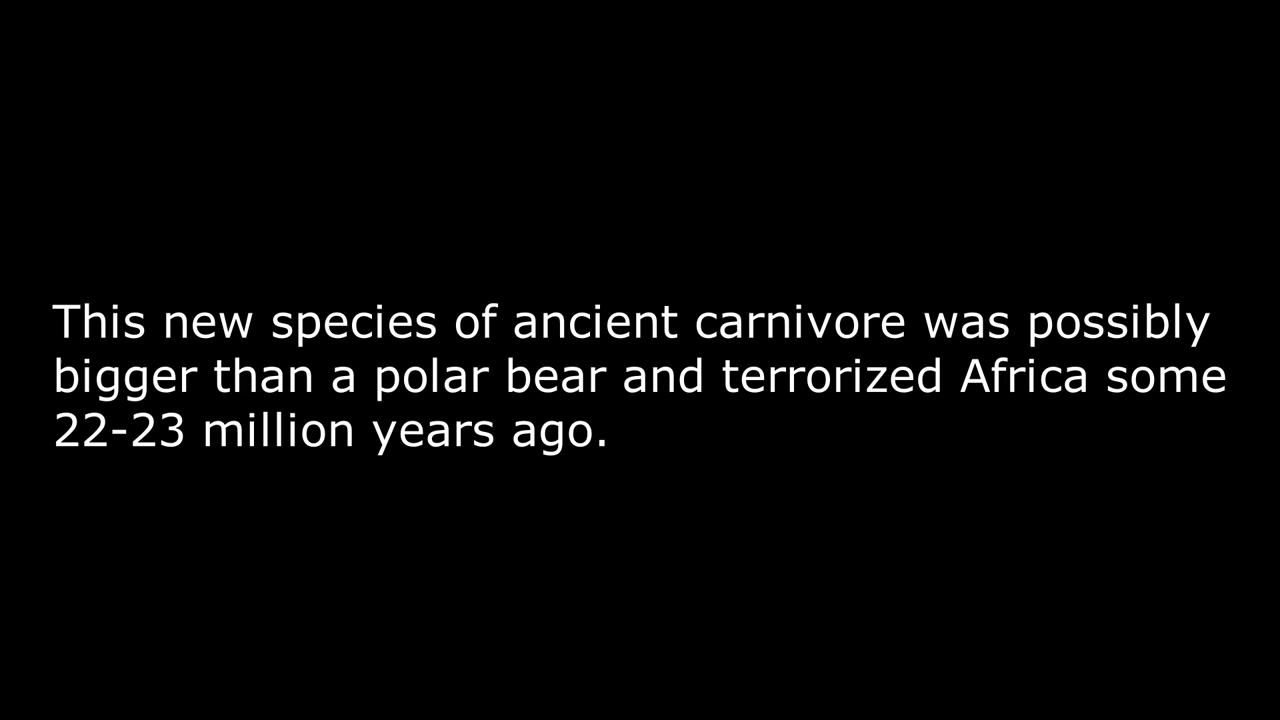 This new species of ancient carnivore was possibly
bigger than a polar bear and terrorized Africa some
22-23 million years ago.